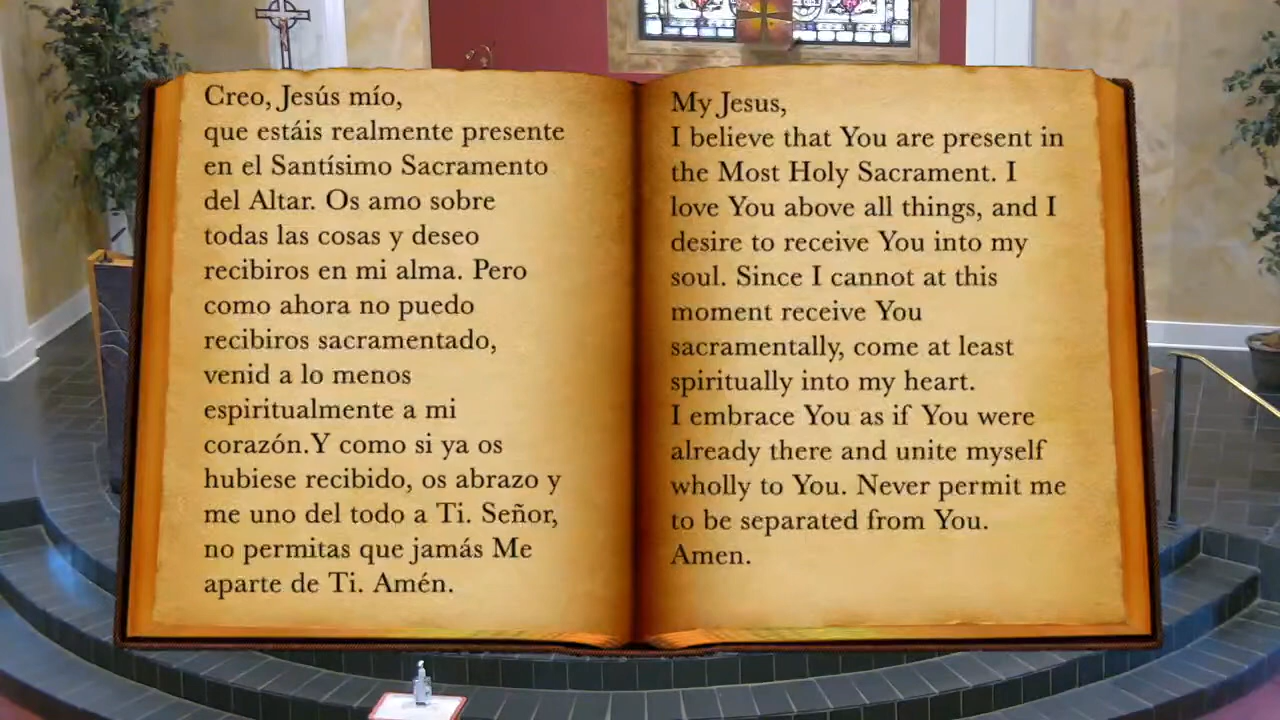 Creo, Jesús mío,
que estáis realmente presente
en el Santísimo Sacramento
del Altar. Os amo sobre
todas las cosas y deseo
recibiros en mi alma. Pero
como ahora no puedo
recibiros sacramentado,
venid a lo menos
espiritualmente a mi
corazón.Y como si ya os
hubiese recibido, os abrazo y
me uno del todo a Ti. Señor,
no permitas que jamás Me
aparte de Ti. Amén.
My Jesus,
I believe that You are present in
the Most Holy Sacrament. I
love You above all things, and I
desire to receive You into my
soul. Since I cannot at this
moment receive You
sacramentally, come at least
spiritually into my heart.
I embrace You as if You were
already there and unite myself
wholly to You. Never permit me
to be separated from You.
Amen.